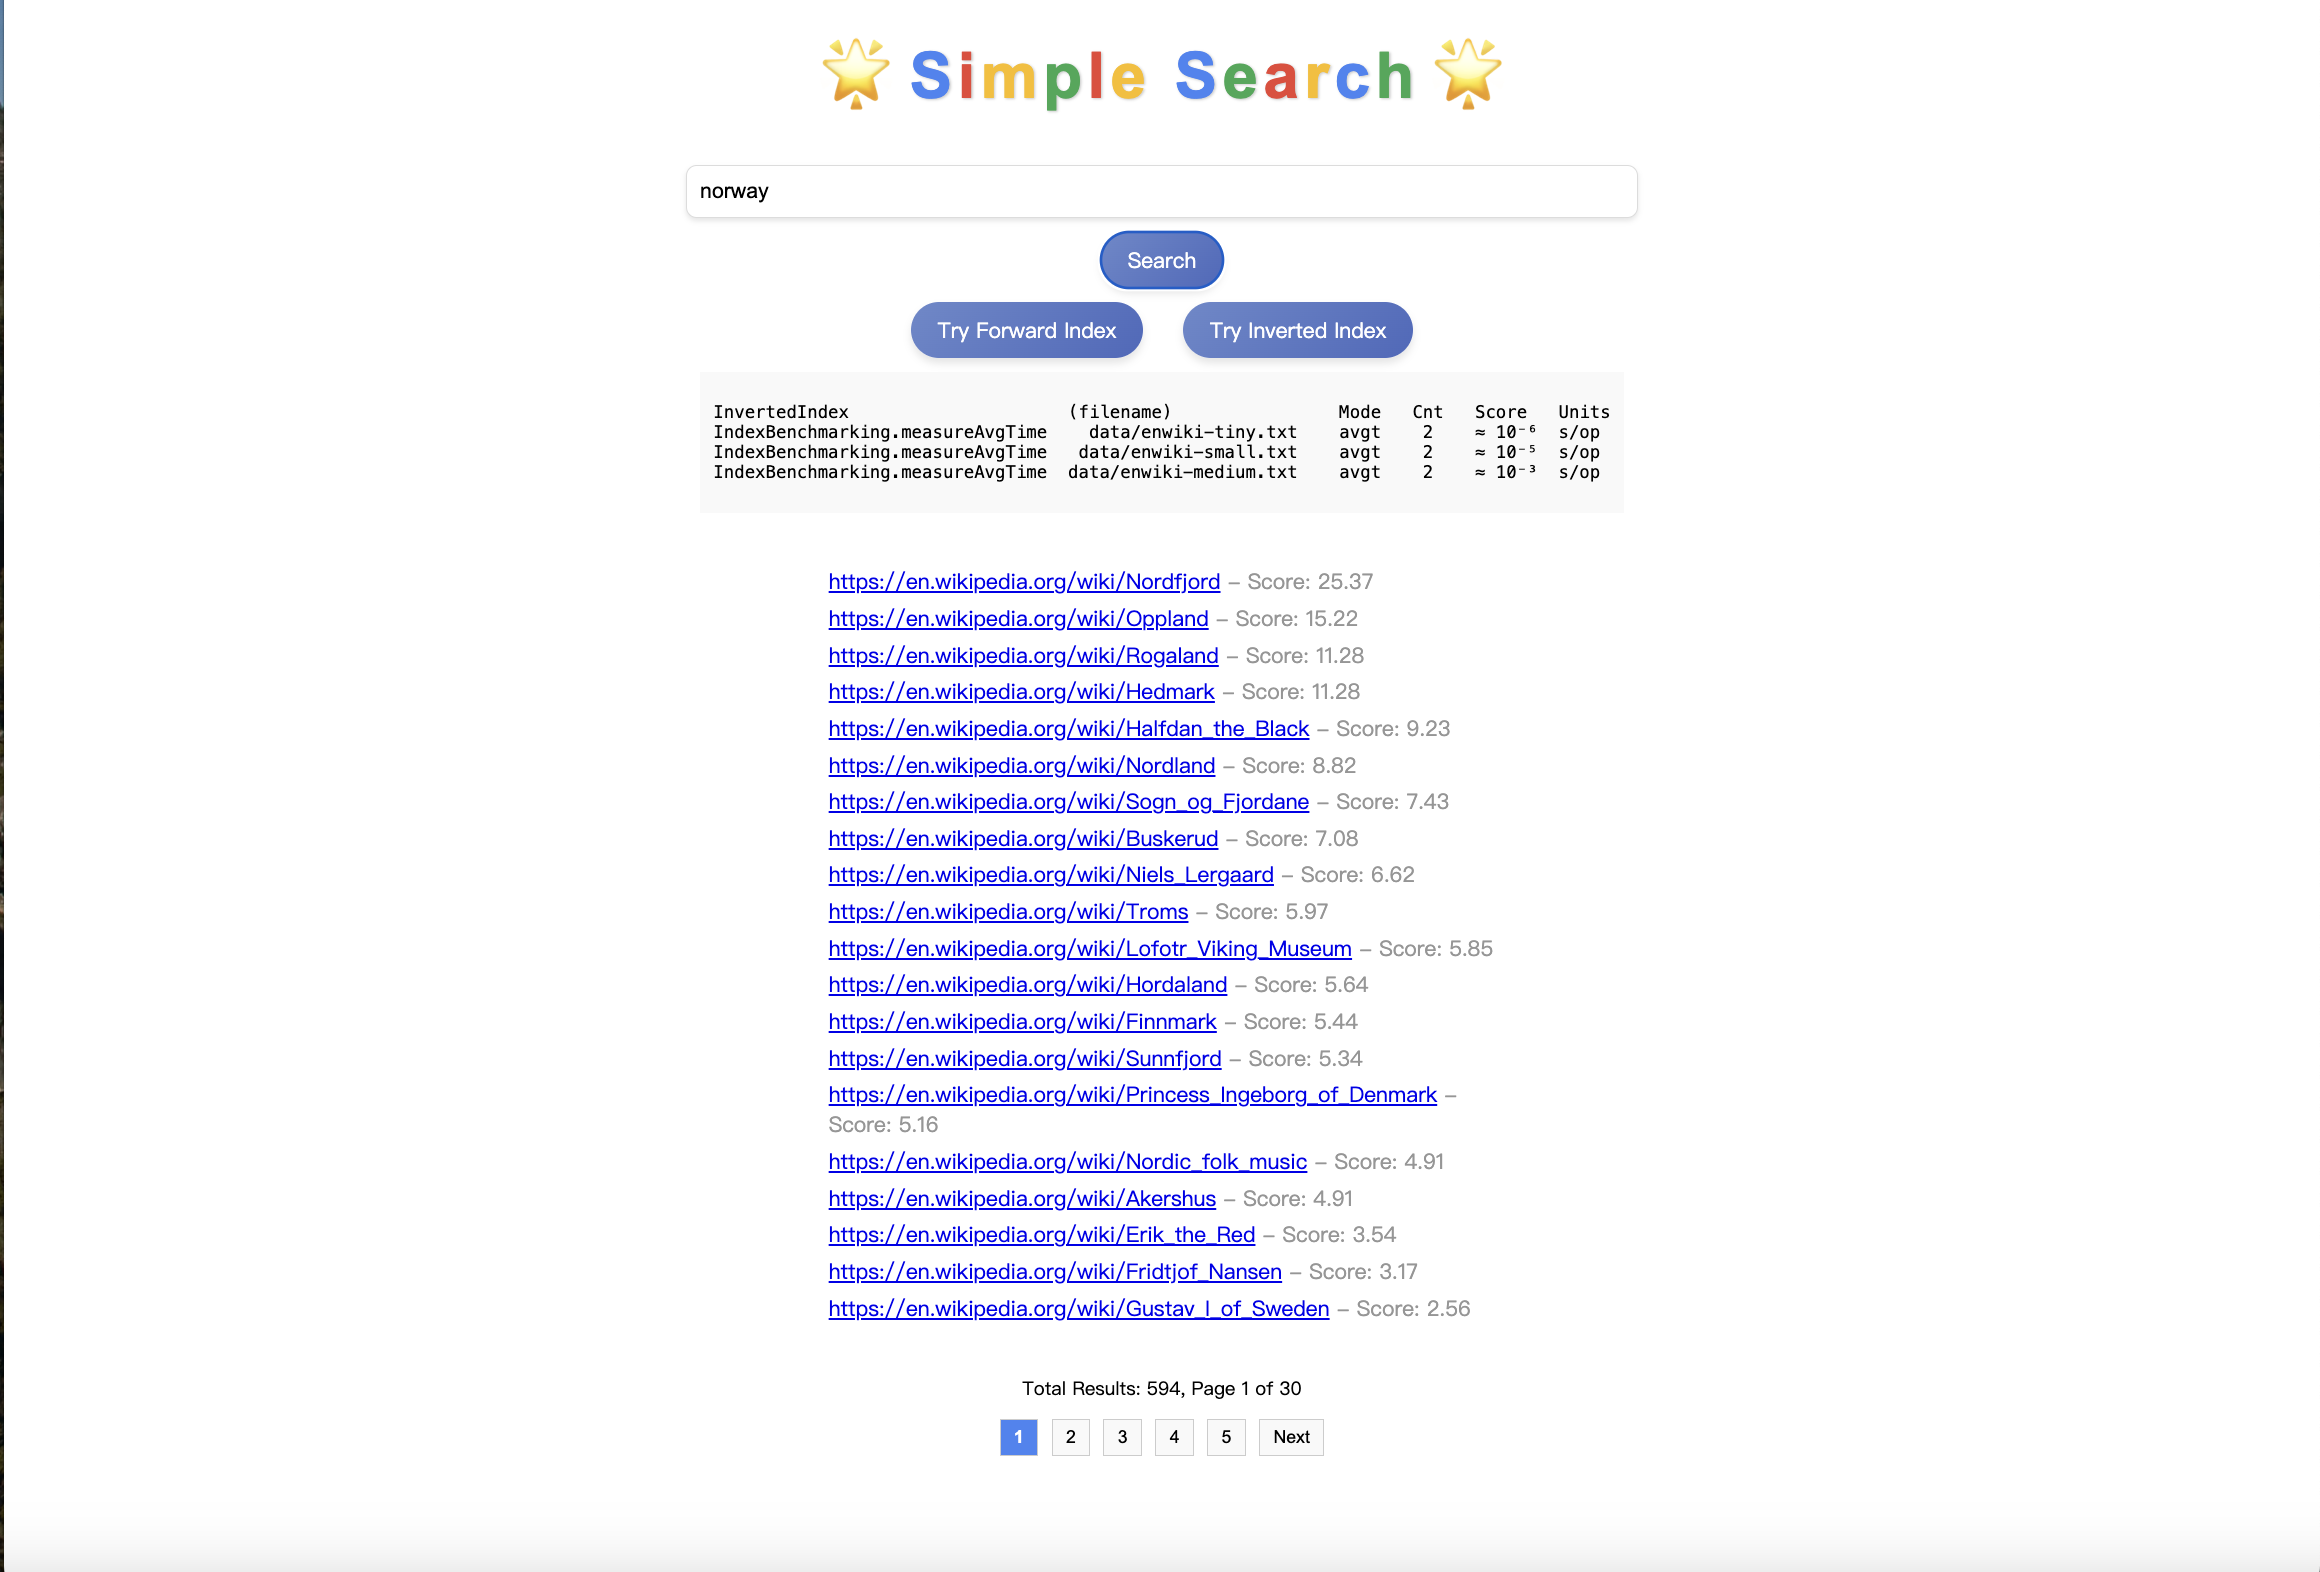 🌟 Simple Search 🌟
norway
Search
Try Forward Index Try Inverted Index
InvertedIndex (filename) Mode Cnt Score Units
IndexBenchmarking.measureAvgTime data/enwiki-tiny.txt avgt 2 ≈ 10⁻⁶ s/op
IndexBenchmarking.measureAvgTime data/enwiki-small.txt avgt 2 ≈ 10⁻⁵ s/op
IndexBenchmarking.measureAvgTime data/enwiki-medium.txt avgt 2 ≈ 10⁻³ s/op
https://en.wikipedia.org/wiki/Nordfjord – Score: 25.37
https://en.wikipedia.org/wiki/Oppland – Score: 15.22
https://en.wikipedia.org/wiki/Rogaland – Score: 11.28
https://en.wikipedia.org/wiki/Hedmark – Score: 11.28
https://en.wikipedia.org/wiki/Halfdan_the_Black – Score: 9.23
https://en.wikipedia.org/wiki/Nordland – Score: 8.82
https://en.wikipedia.org/wiki/Sogn_og_Fjordane – Score: 7.43
https://en.wikipedia.org/wiki/Buskerud – Score: 7.08
https://en.wikipedia.org/wiki/Niels_Lergaard – Score: 6.62
https://en.wikipedia.org/wiki/Troms – Score: 5.97
https://en.wikipedia.org/wiki/Lofotr_Viking_Museum – Score: 5.85
https://en.wikipedia.org/wiki/Hordaland – Score: 5.64
https://en.wikipedia.org/wiki/Finnmark – Score: 5.44
https://en.wikipedia.org/wiki/Sunnfjord – Score: 5.34
https://en.wikipedia.org/wiki/Princess_Ingeborg_of_Denmark –
Score: 5.16
https://en.wikipedia.org/wiki/Nordic_folk_music – Score: 4.91
https://en.wikipedia.org/wiki/Akershus – Score: 4.91
https://en.wikipedia.org/wiki/Erik_the_Red – Score: 3.54
https://en.wikipedia.org/wiki/Fridtjof_Nansen – Score: 3.17
https://en.wikipedia.org/wiki/Gustav_I_of_Sweden – Score: 2.56
Total Results: 594, Page 1 of 30
1 2 3 4 5 Next